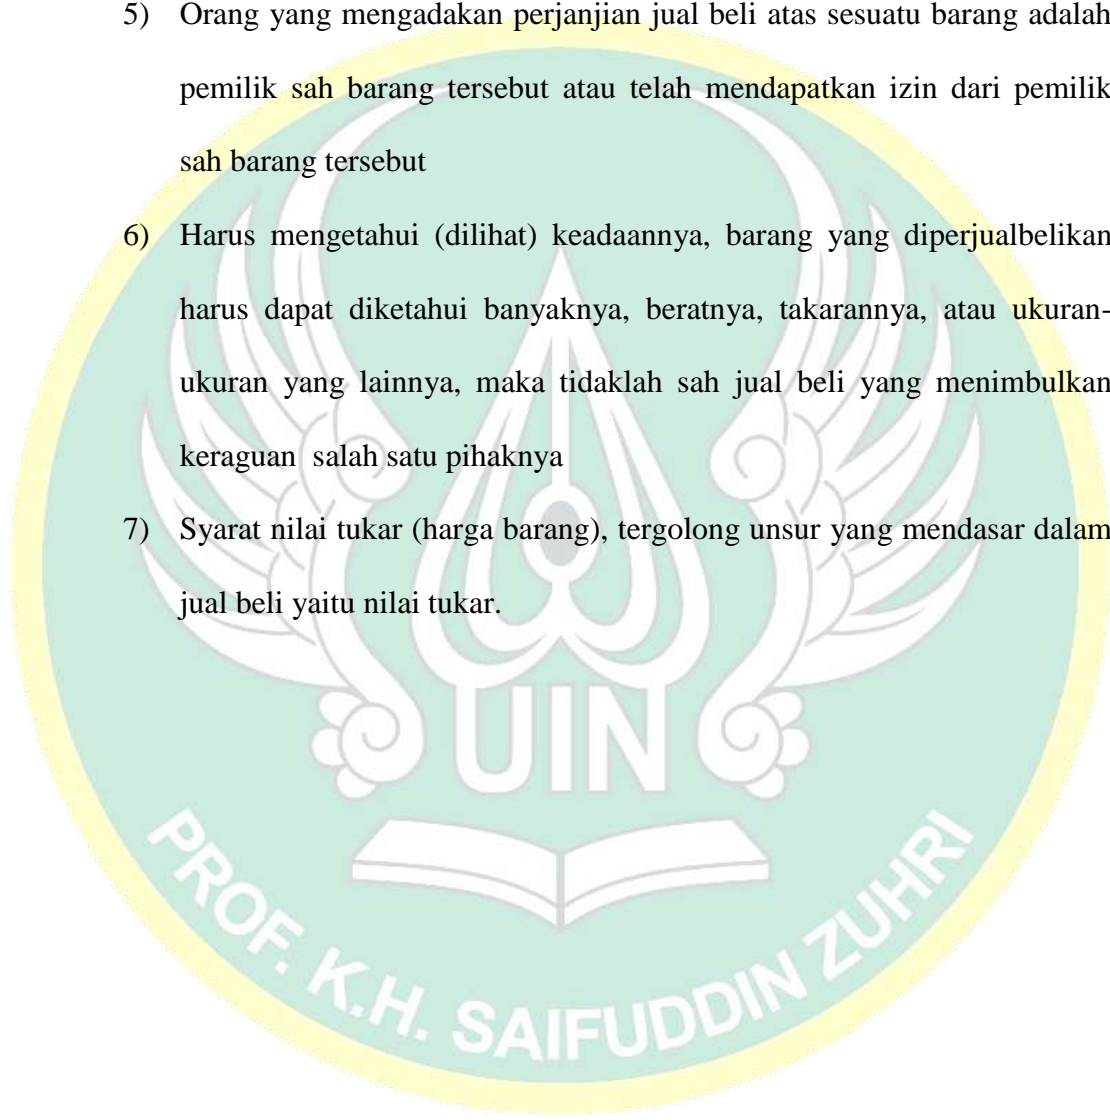 5) Orang yang mengadakan perjanjian jual beli atas sesuatu barang adalah
pemilik sah barang tersebut atau telah mendapatkan izin dari pemilik
sah barang tersebut
6) Harus mengetahui (dilihat) keadaannya, barang yang diperjualbelikan
harus dapat diketahui banyaknya, beratnya, takarannya, atau ukuran-
ukuran yang lainnya, maka tidaklah sah jual beli yang menimbulkan
keraguan salah satu pihaknya
7) Syarat nilai tukar (harga barang), tergolong unsur yang mendasar dalam
jual beli yaitu nilai tukar.
UIN
PROF. K.H. SAIFUDDIN ZUHRI